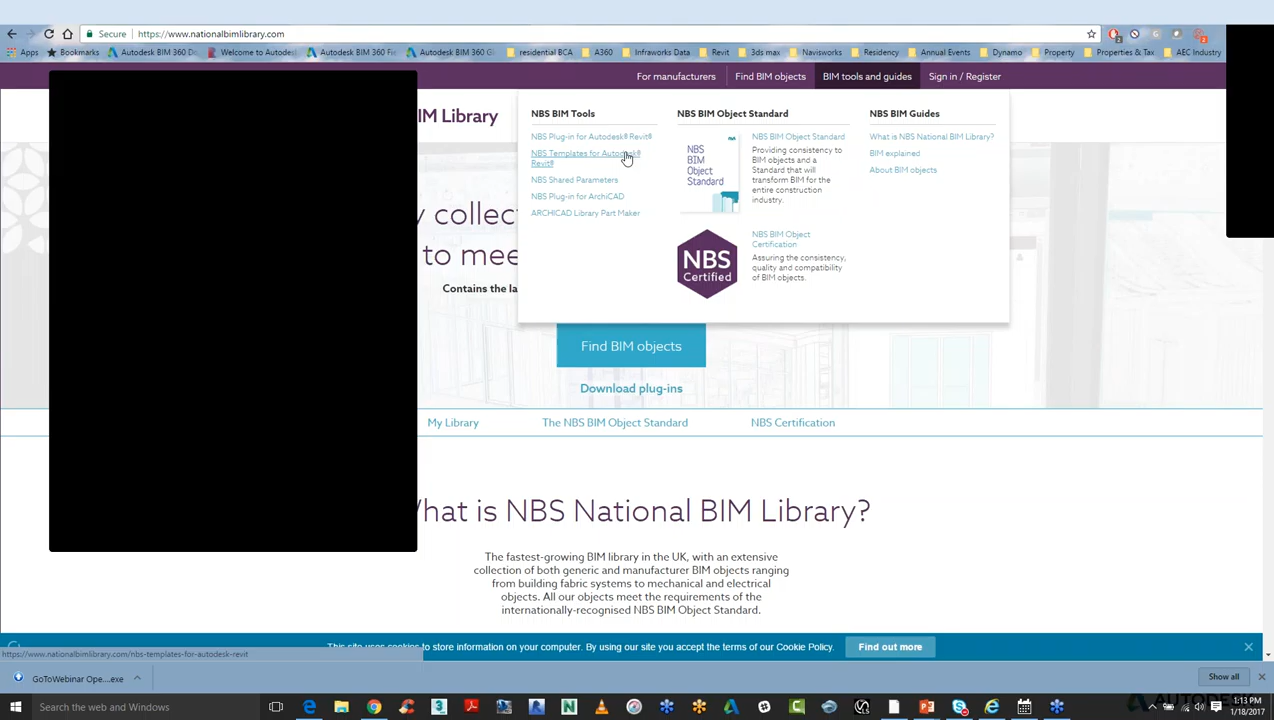 Secure https://www.nationalbimlibrary.com
Apps Bookmarks Autodesk BIM 360 D Welcome to Autodes Autodesk BIM 360 Fie Autodesk BIM 360 Gl residential BCA A360 Infraworks Data Revit 3ds max Navisworks Residency Annual Events Dynamo Property Properties & Tax AEC Industry
For manufacturers Find BIM objects BIM tools and guides Sign in / Register
IM Library
NBS BIM Tools
NBS Plug-in for Autodesk® Revit®
NBS Templates for Autodesk®
Revit®
NBS Shared Parameters
NBS Plug-in for ArchiCAD
ARCHICAD Library Part Maker
NBS BIM Object Standard
NBS
BIM
Object
Standard
NBS BIM Object Standard
Providing consistency to
BIM objects and a
Standard that will
transform BIM for the
entire construction
industry.
NBS
Certified
NBS BIM Object
Certification
Assuring the consistency,
quality and compatibility
of BIM objects.
NBS BIM Guides
What is NBS National BIM Library?
BIM explained
About BIM objects
y collec
to mee
Contains the la
Find BIM objects
Download plug-ins
My Library The NBS BIM Object Standard NBS Certification
hat is NBS National BIM Library?
The fastest-growing BIM library in the UK, with an extensive
collection of both generic and manufacturer BIM objects ranging
from building fabric systems to mechanical and electrical
objects. All our objects meet the requirements of the
internationally-recognised NBS BIM Object Standard.
This site uses cookies to store information on your computer. By using our site you accept the terms of our Cookie Policy. Find out more
https://www.nationalbimlibrary.com/nbs-templates-for-autodesk-revit
GoToWebinar Ope....exe Show all
Search the web and Windows
1:13 PM
1/18/2017